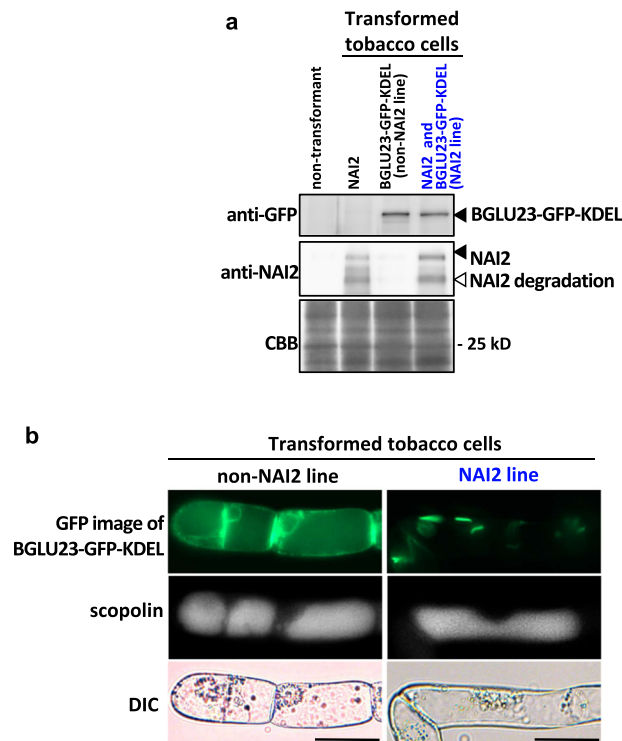 a
Transformed
tobacco cells
non-transformant
NAI2
BGLU23-GFP-KDEL
(non-NAI2 line)
NAI2 and
BGLU23-GFP-KDEL
(NAI2 line)
anti-GFP
BGLU23-GFP-KDEL
anti-NAI2
NAI2
NAI2 degradation
CBB
- 25 kD
b
Transformed tobacco cells
non-NAI2 line
NAI2 line
GFP image of
BGLU23-GFP-KDEL
scopolin
DIC